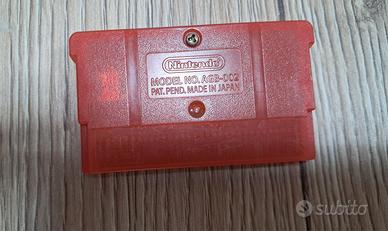 Nintendo
MODEL NO. AGB-002
PAT. PEND. MADE IN JAPAN
subito